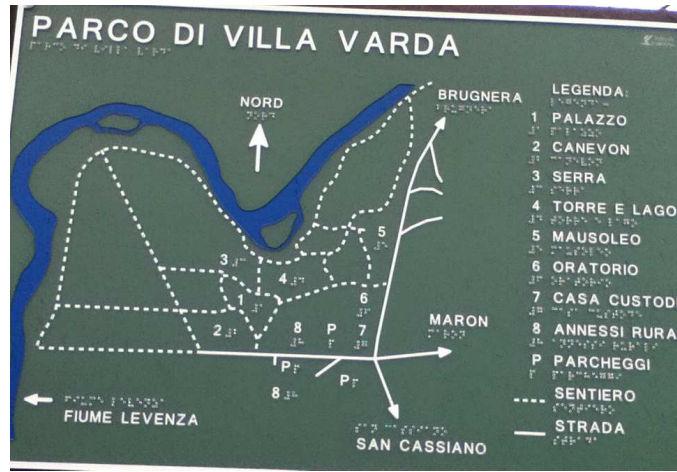 PARCO DI VILLA VARDA
NORD
BRUGNERA
LEGENDA:
1 PALAZZO
2 CANEVON
3 SERRA
4 TORRE E LAGO
5 MAUSOLEO
6 ORATORIO
7 CASA CUSTOD
8 ANNESSI RURA
P PARCHEGGI
SENTIERO
STRADA
5
3
4
1
6
2
8
P
7
MARON
P
P
8
FIUME LEVENZA
SAN CASSIANO